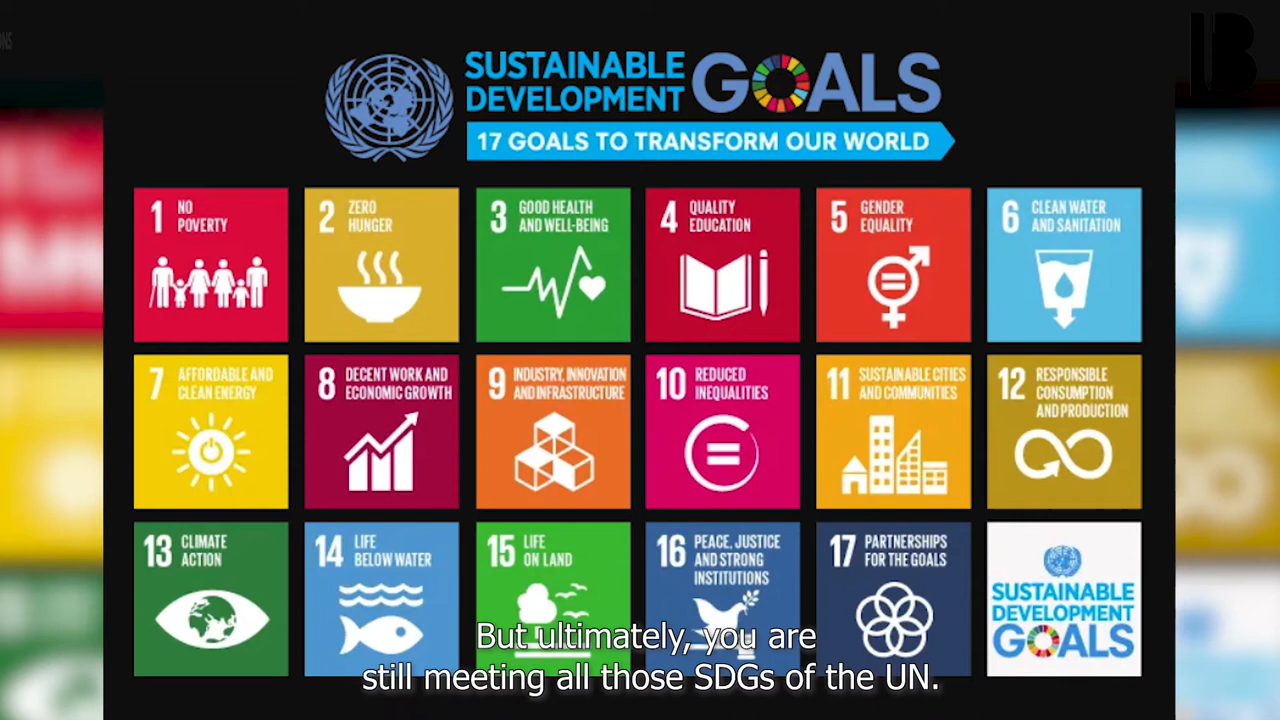 SUSTAINABLE
DEVELOPMENT
GOALS
17 GOALS TO TRANSFORM OUR WORLD
1 NO
POVERTY
2 ZERO
HUNGER
3 GOOD HEALTH
AND WELL-BEING
4 QUALITY
EDUCATION
5 GENDER
EQUALITY
6 CLEAN WATER
AND SANITATION
7 AFFORDABLE AND
CLEAN ENERGY
8 DECENT WORK AND
ECONOMIC GROWTH
9 INDUSTRY, INNOVATION
AND INFRASTRUCTURE
10 REDUCED
INEQUALITIES
11 SUSTAINABLE CITIES
AND COMMUNITIES
12 RESPONSIBLE
CONSUMPTION
AND PRODUCTION
13 CLIMATE
ACTION
14 LIFE
BELOW WATER
15 LIFE
ON LAND
16 PEACE, JUSTICE
AND STRONG
INSTITUTIONS
17 PARTNERSHIPS
FOR THE GOALS
SUSTAINABLE
DEVELOPMENT
GOALS
But ultimately, you are
still meeting all those SDGs of the UN.